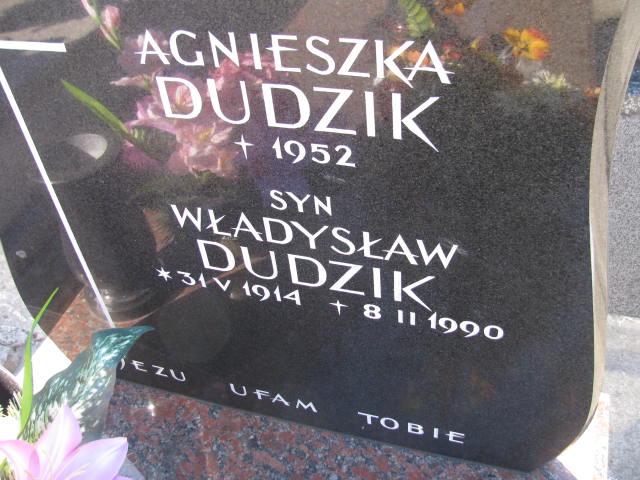 AGNIESZKA
DUDZIK
+ 1952
SYN
WŁADYSŁAW
DUDZIK
* 31 V 1914 + 8 II 1990
JEZU UFAM TOBIE